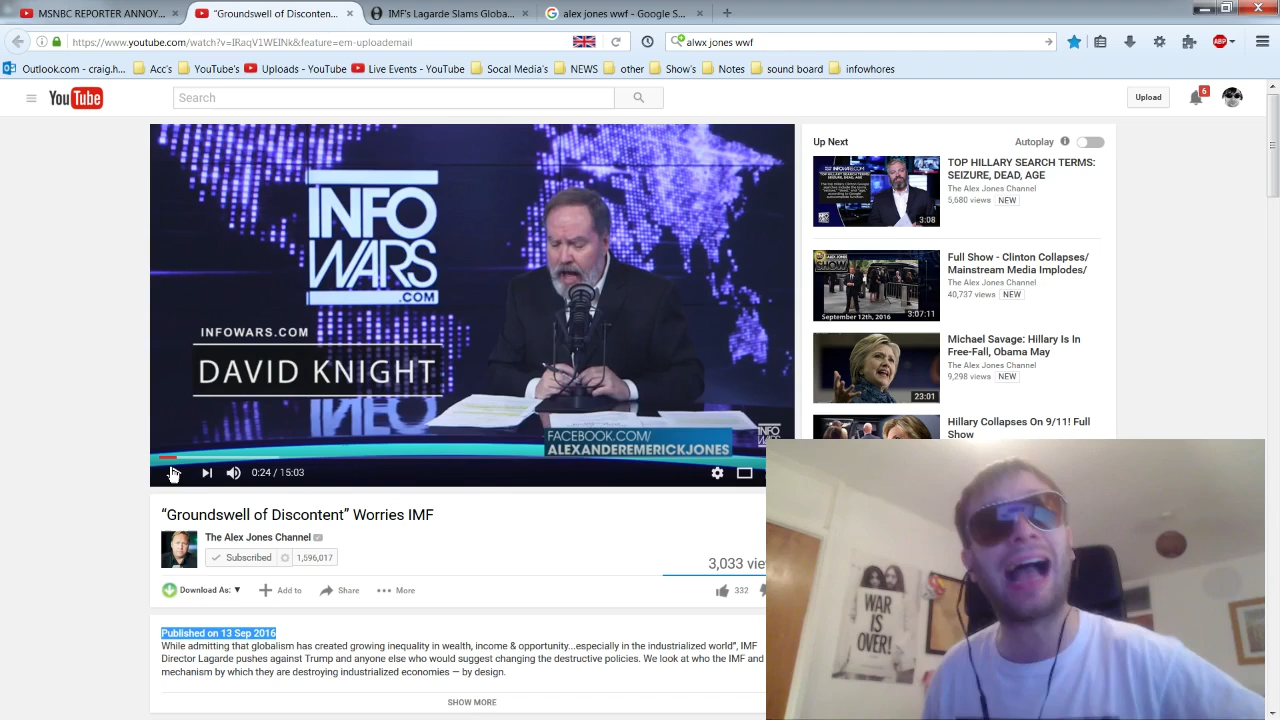 MSNBC REPORTER ANNOY...
“Groundswell of Discontent...
IMF's Lagarde Slams Globa...
alex jones wwf - Google S...
https://www.youtube.com/watch?v=IRaqV1WEINk&feature=em-uploademail
alwx jones wwf
ABP
Outlook.com - craig.h...
Acc's
YouTube's
Uploads - YouTube
Live Events - YouTube
Socal Media's
NEWS
other
Show's
Notes
sound board
infowhores
YouTube
Search
Upload
6
INFO
WARS
.COM
INFOWARS.COM
DAVID KNIGHT
FACEBOOK.COM/
ALEXANDEREMERICKJONES
0:24 / 15:03
Up Next
Autoplay
TOP HILLARY SEARCH TERMS:
SEIZURE, DEAD, AGE
The Alex Jones Channel
5,680 views NEW
3:08
Full Show - Clinton Collapses/
Mainstream Media Implodes/
The Alex Jones Channel
40,737 views NEW
September 12th, 2016
3:07:11
Michael Savage: Hillary Is In
Free-Fall, Obama May
The Alex Jones Channel
9,298 views NEW
23:01
Hillary Collapses On 9/11! Full
Show
“Groundswell of Discontent” Worries IMF
The Alex Jones Channel
Subscribed 1,596,017
3,033 vie
Download As: ▼
Add to
Share
More
332
Published on 13 Sep 2016
While admitting that globalism has created growing inequality in wealth, income & opportunity...especially in the industrialized world”, IMF
Director Lagarde pushes against Trump and anyone else who would suggest changing the destructive policies. We look at who the IMF and
mechanism by which they are destroying industrialized economies — by design.
SHOW MORE
WAR
IS
OVER!